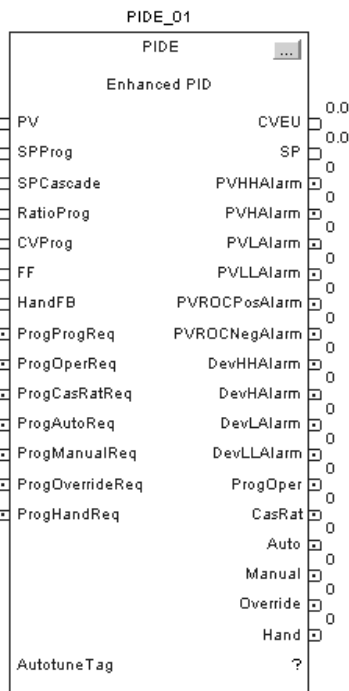 PIDE_01
PIDE
...
Enhanced PID
0.0
PV CVEU
0.0
SPProg SP
0
SPCascade PVHHAlarm
0
RatioProg PVHAlarm
0
CVProg PVLAlarm
0
FF PVLLAlarm
0
HandFB PVROCPosAlarm
0
ProgProgReq PVROCNegAlarm
0
ProgOperReq DevHHAlarm
0
ProgCasRatReq DevHAlarm
0
ProgAutoReq DevLAlarm
0
ProgManualReq DevLLAlarm
0
ProgOverrideReq ProgOper
0
ProgHandReq CasRat
0
Auto
0
Manual
0
Override
0
Hand
AutotuneTag ?